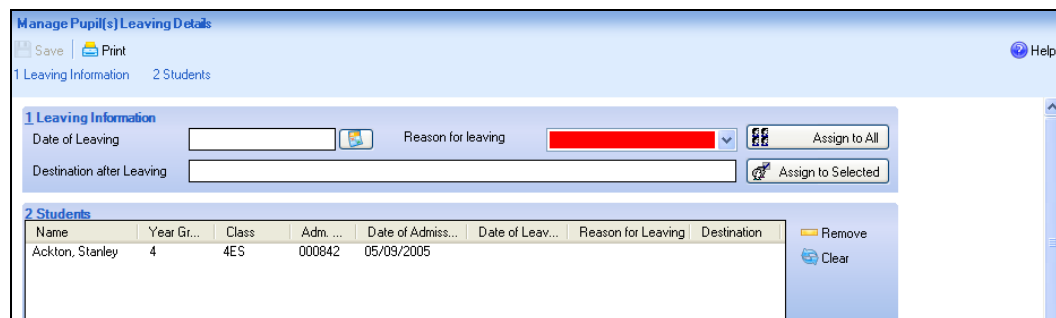 Manage Pupil(s) Leaving Details
Save Print Help
1 Leaving Information 2 Students
1 Leaving Information
Date of Leaving Reason for leaving Assign to All
Destination after Leaving Assign to Selected
2 Students
Name Year Gr... Class Adm. ... Date of Admiss... Date of Leav... Reason for Leaving Destination Remove
Ackton, Stanley 4 4ES 000842 05/09/2005
Clear